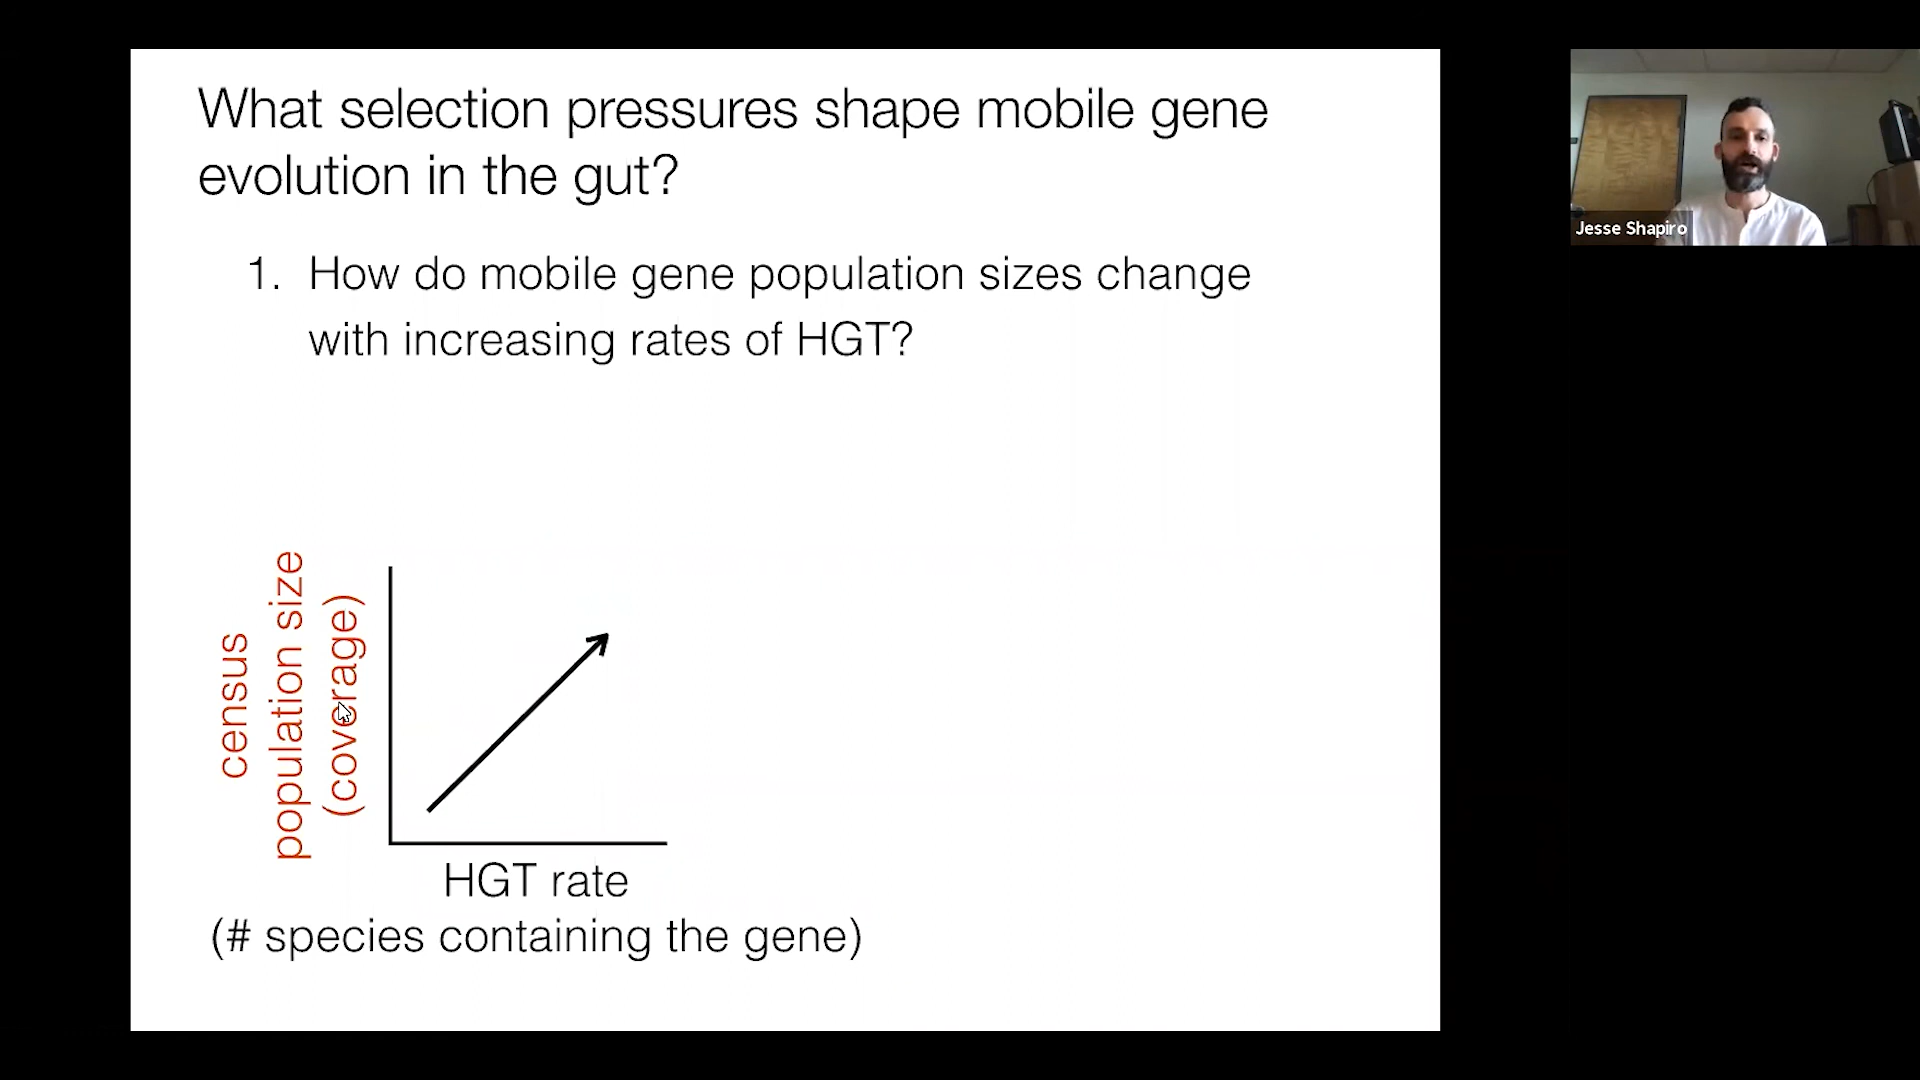 What selection pressures shape mobile gene
evolution in the gut?
1. How do mobile gene population sizes change
with increasing rates of HGT?
census
population size
(coverage)
HGT rate
(# species containing the gene)
Jesse Shapiro